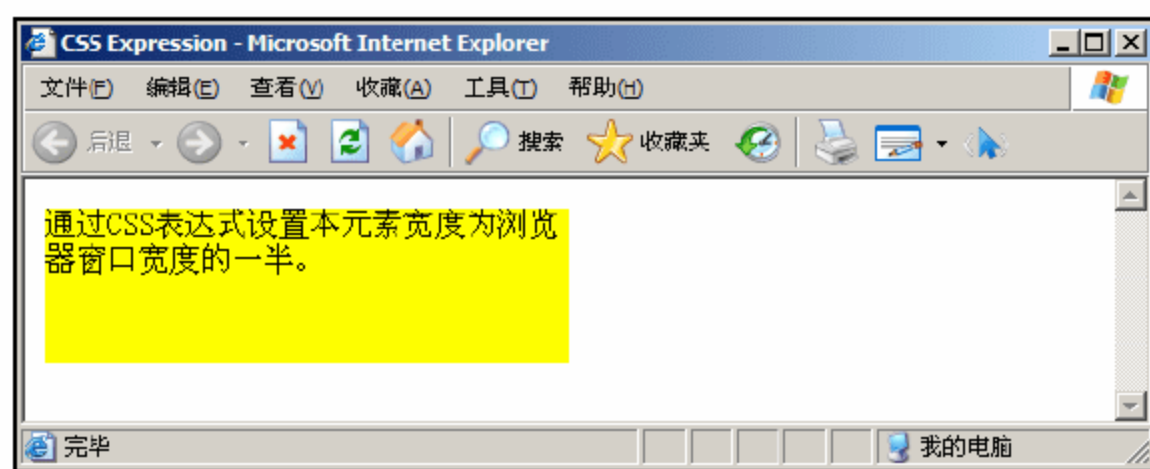 CSS Expression - Microsoft Internet Explorer
文件(F) 编辑(E) 查看(V) 收藏(A) 工具(T) 帮助(H)
后退 搜索 收藏夹
通过CSS表达式设置本元素宽度为浏览
器窗口宽度的一半。
完毕 我的电脑